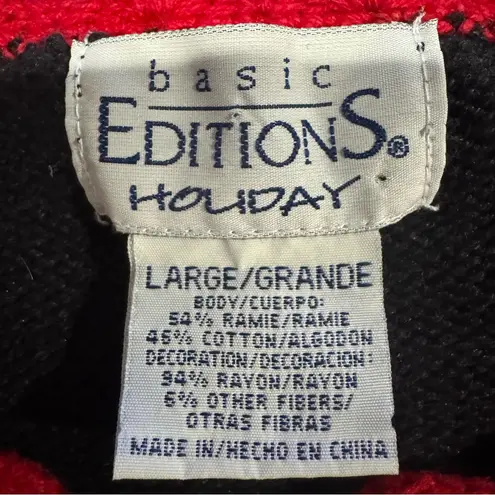 basic
EDITIONS®
HOLIDAY
LARGE/GRANDE
BODY/CUERPO:
54% RAMIE/RAMIE
46% COTTON/ALGODON
DECORATION/DECORACION:
94% RAYON/RAYON
6% OTHER FIBERS/
OTRAS FIBRAS
MADE IN/HECHO EN CHINA